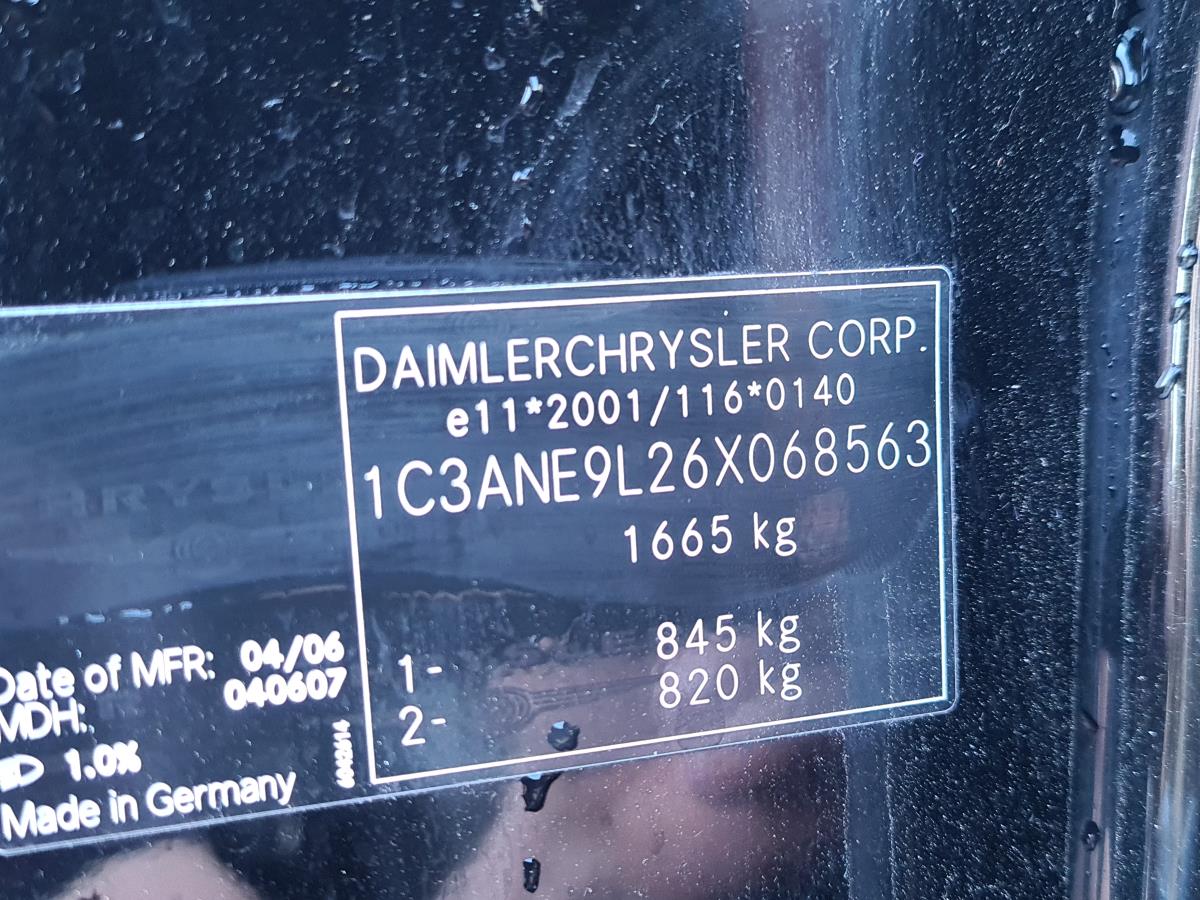 DAIMLERCHRYSLER CORP.
e11*2001/116*0140
1C3ANE9L26X068563
1665 kg
1- 845 kg
2- 820 kg
Date of MFR: 04/06
MDH: 040607
1.0%
Made in Germany